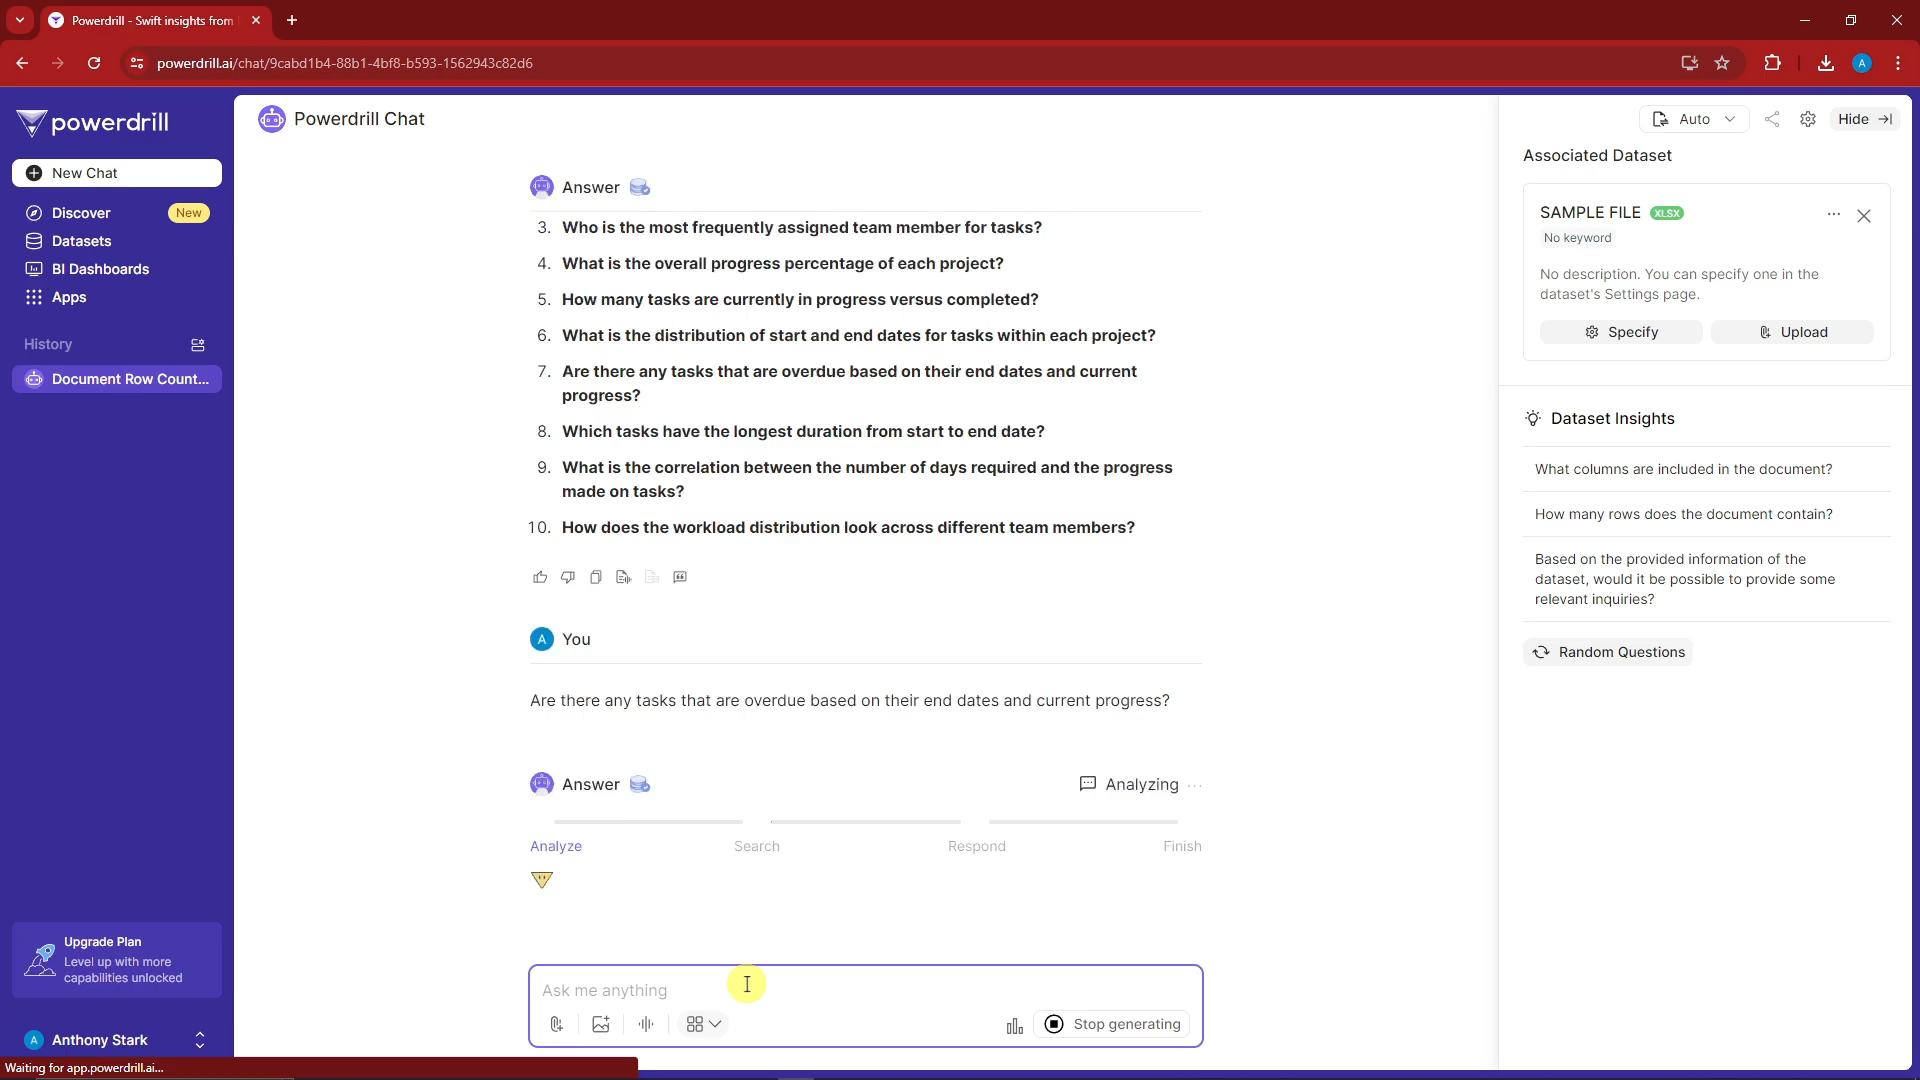 Powerdrill - Swift insights from
powerdrill.ai/chat/9cabd1b4-88b1-4bf8-b593-1562943c82d6
A
powerdrill
New Chat
Discover
New
Datasets
BI Dashboards
Apps
History
Document Row Count...
Upgrade Plan
Level up with more
capabilities unlocked
A
Anthony Stark
Waiting for app.powerdrill.ai...
Powerdrill Chat
Answer
3. Who is the most frequently assigned team member for tasks?
4. What is the overall progress percentage of each project?
5. How many tasks are currently in progress versus completed?
6. What is the distribution of start and end dates for tasks within each project?
7. Are there any tasks that are overdue based on their end dates and current
progress?
8. Which tasks have the longest duration from start to end date?
9. What is the correlation between the number of days required and the progress
made on tasks?
10. How does the workload distribution look across different team members?
A
You
Are there any tasks that are overdue based on their end dates and current progress?
Answer
Analyzing ...
Analyze
Search
Respond
Finish
Ask me anything
Stop generating
Auto
Hide
Associated Dataset
SAMPLE FILE
XLSX
No keyword
No description. You can specify one in the
dataset's Settings page.
Specify
Upload
Dataset Insights
What columns are included in the document?
How many rows does the document contain?
Based on the provided information of the
dataset, would it be possible to provide some
relevant inquiries?
Random Questions